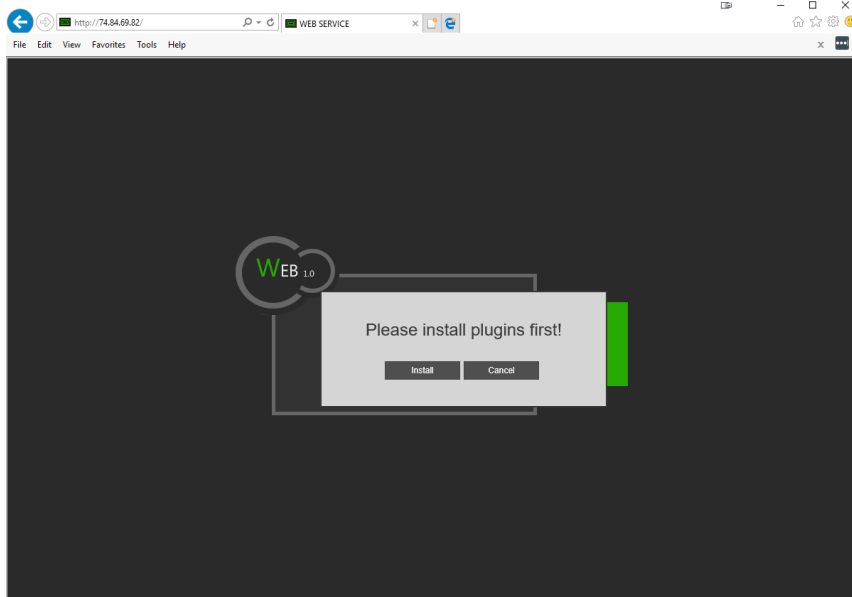 http://74.84.69.82/
WEB SERVICE
File Edit View Favorites Tools Help
WEB 1.0
Please install plugins first!
Install Cancel